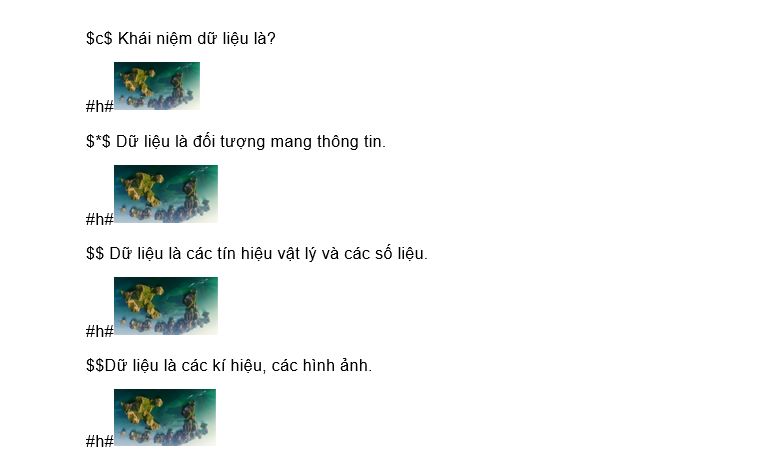 $c$ Khái niệm dữ liệu là?
#h#
$*$ Dữ liệu là đối tượng mang thông tin.
#h#
$$ Dữ liệu là các tín hiệu vật lý và các số liệu.
#h#
$$Dữ liệu là các kí hiệu, các hình ảnh.
#h#